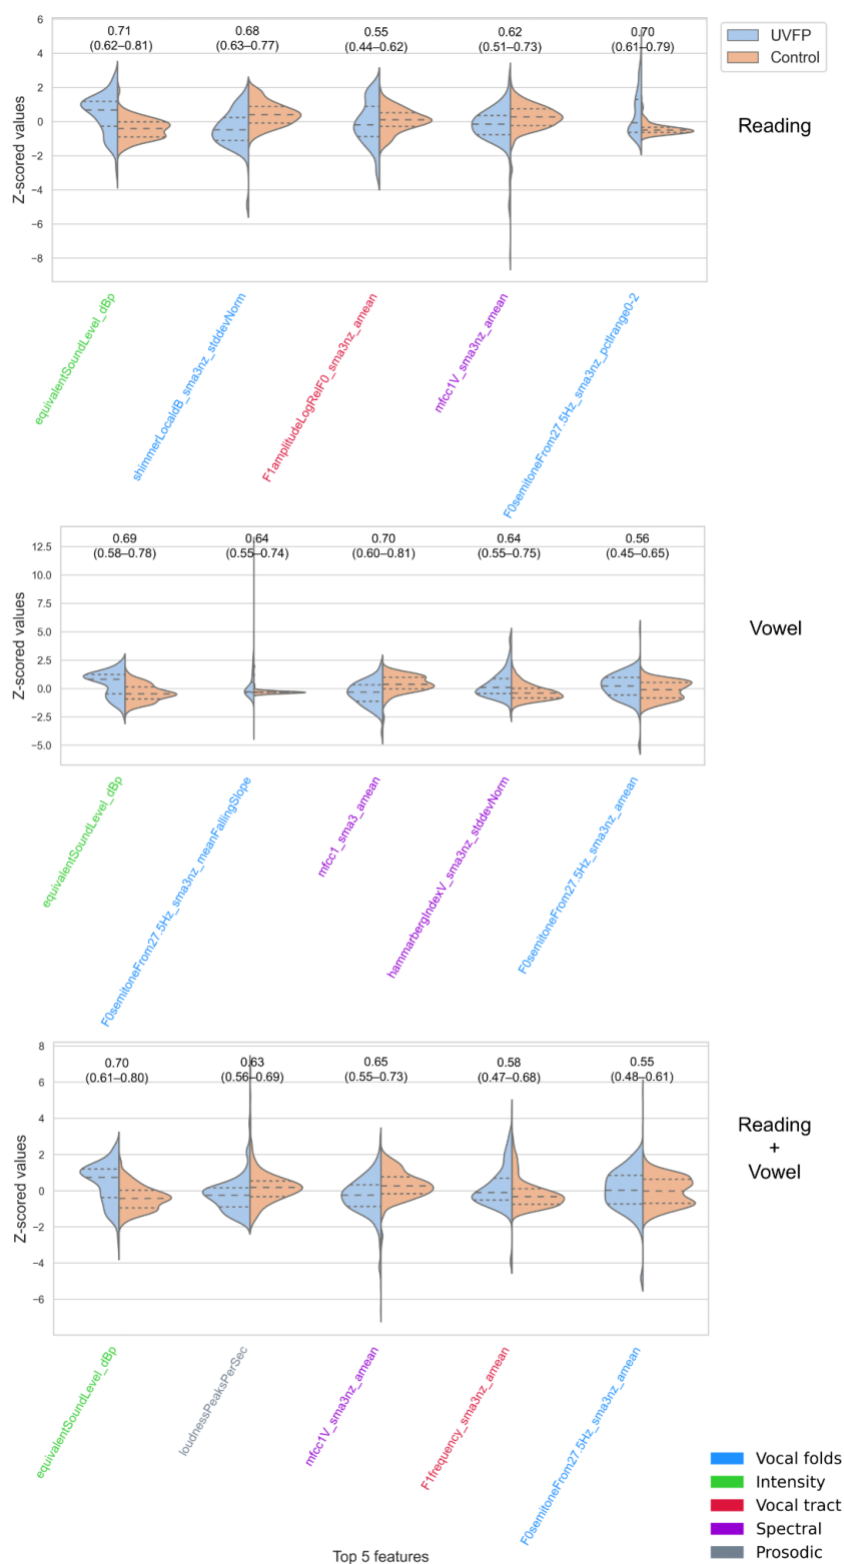 6
4
2
0
−2
−4
−6
−8
Z-scored values
0.71
(0.62–0.81)
0.68
(0.63–0.77)
0.55
(0.44–0.62)
0.62
(0.51–0.73)
0.70
(0.61–0.79)
UVFP
Control
Reading
equivalentSoundLevel_dBp
shimmerLocaldB_sma3nz_stddevNorm
F1amplitudeLogRelF0_sma3nz_amean
mfcc1V_sma3nz_amean
F0semitoneFrom27.5Hz_sma3nz_pctlrange0-2
12.5
10.0
7.5
5.0
2.5
0.0
−2.5
−5.0
Z-scored values
0.69
(0.58–0.78)
0.64
(0.55–0.74)
0.70
(0.60–0.81)
0.64
(0.55–0.75)
0.56
(0.45–0.65)
Vowel
equivalentSoundLevel_dBp
F0semitoneFrom27.5Hz_sma3nz_meanFallingSlope
mfcc1_sma3_amean
hammarbergIndexV_sma3nz_stddevNorm
F0semitoneFrom27.5Hz_sma3nz_amean
8
6
4
2
0
−2
−4
−6
Z-scored values
0.70
(0.61–0.80)
0.63
(0.56–0.69)
0.65
(0.55–0.73)
0.58
(0.47–0.68)
0.55
(0.48–0.61)
Reading
+
Vowel
equivalentSoundLevel_dBp
loudnessPeaksPerSec
mfcc1V_sma3nz_amean
F1frequency_sma3nz_amean
F0semitoneFrom27.5Hz_sma3nz_amean
Top 5 features
Vocal folds
Intensity
Vocal tract
Spectral
Prosodic